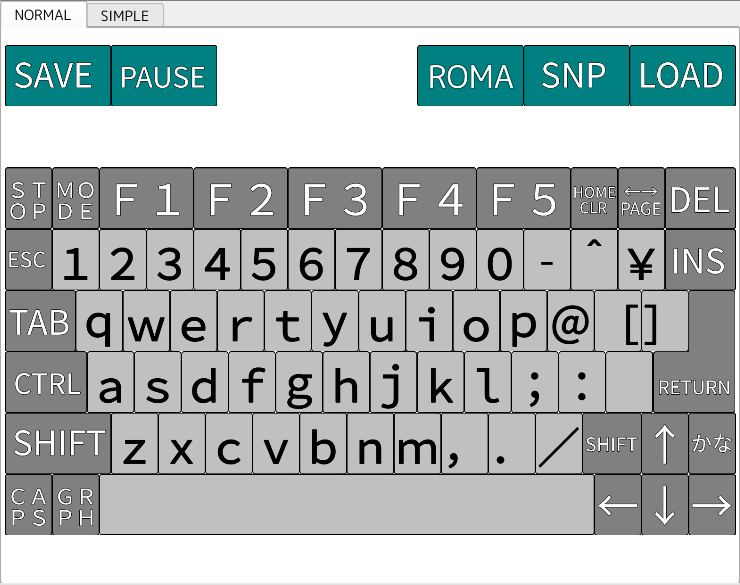 NORMAL SIMPLE
SAVE PAUSE ROMA SNP LOAD
STOP MODE F1 F2 F3 F4 F5 HOME CLR ←→ PAGE DEL
ESC 1 2 3 4 5 6 7 8 9 0 - ^ ¥ INS
TAB q w e r t y u i o p @ [ ]
CTRL a s d f g h j k l ; : RETURN
SHIFT z x c v b n m , . ／ SHIFT ↑ かな
CAPS GRPH ← ↓ →